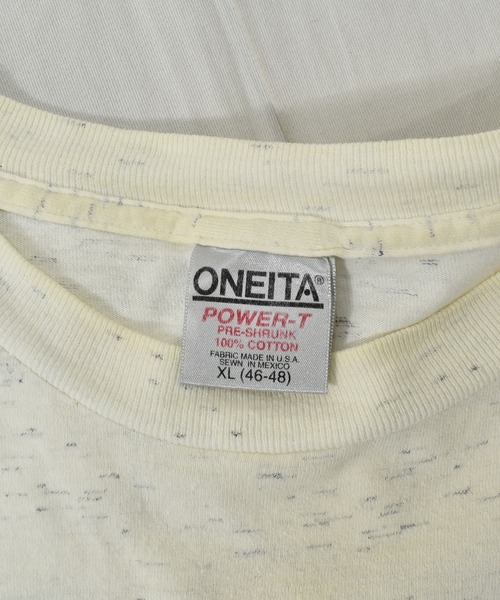 ONEITA®
POWER-T
PRE-SHRUNK
100% COTTON
FABRIC MADE IN U.S.A.
SEWN IN MEXICO
XL (46-48)